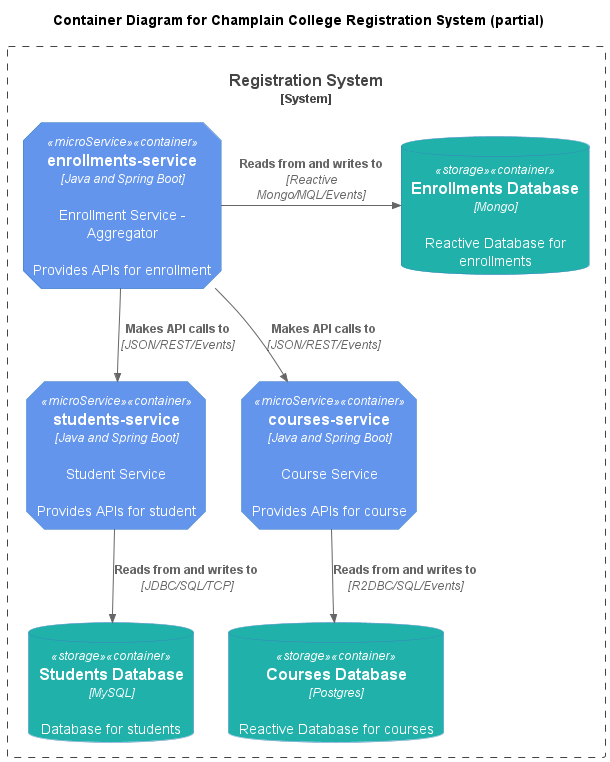 Container Diagram for Champlain College Registration System (partial)
Registration System
[System]
«microService»«container»
enrollments-service
[Java and Spring Boot]
Enrollment Service -
Aggregator
Provides APIs for enrollment
Reads from and writes to
[Reactive
Mongo/MQL/Events]
«storage»«container»
Enrollments Database
[Mongo]
Reactive Database for
enrollments
Makes API calls to
[JSON/REST/Events]
Makes API calls to
[JSON/REST/Events]
«microService»«container»
students-service
[Java and Spring Boot]
Student Service
Provides APIs for student
«microService»«container»
courses-service
[Java and Spring Boot]
Course Service
Provides APIs for course
Reads from and writes to
[JDBC/SQL/TCP]
Reads from and writes to
[R2DBC/SQL/Events]
«storage»«container»
Students Database
[MySQL]
Database for students
«storage»«container»
Courses Database
[Postgres]
Reactive Database for courses